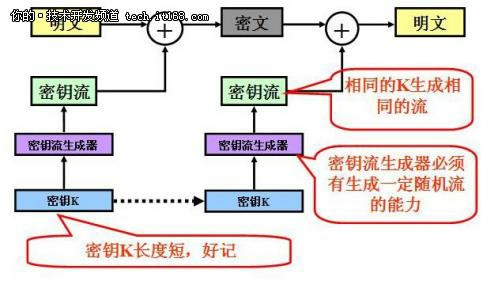 你的·技术开发频道 tech.it168.com
明文
密文
明文
密钥流
密钥流
相同的K生成相
同的流
密钥流生成器
密钥流生成器
密钥流生成器必须
有生成一定随机流
的能力
密钥K
密钥K
密钥K长度短，好记